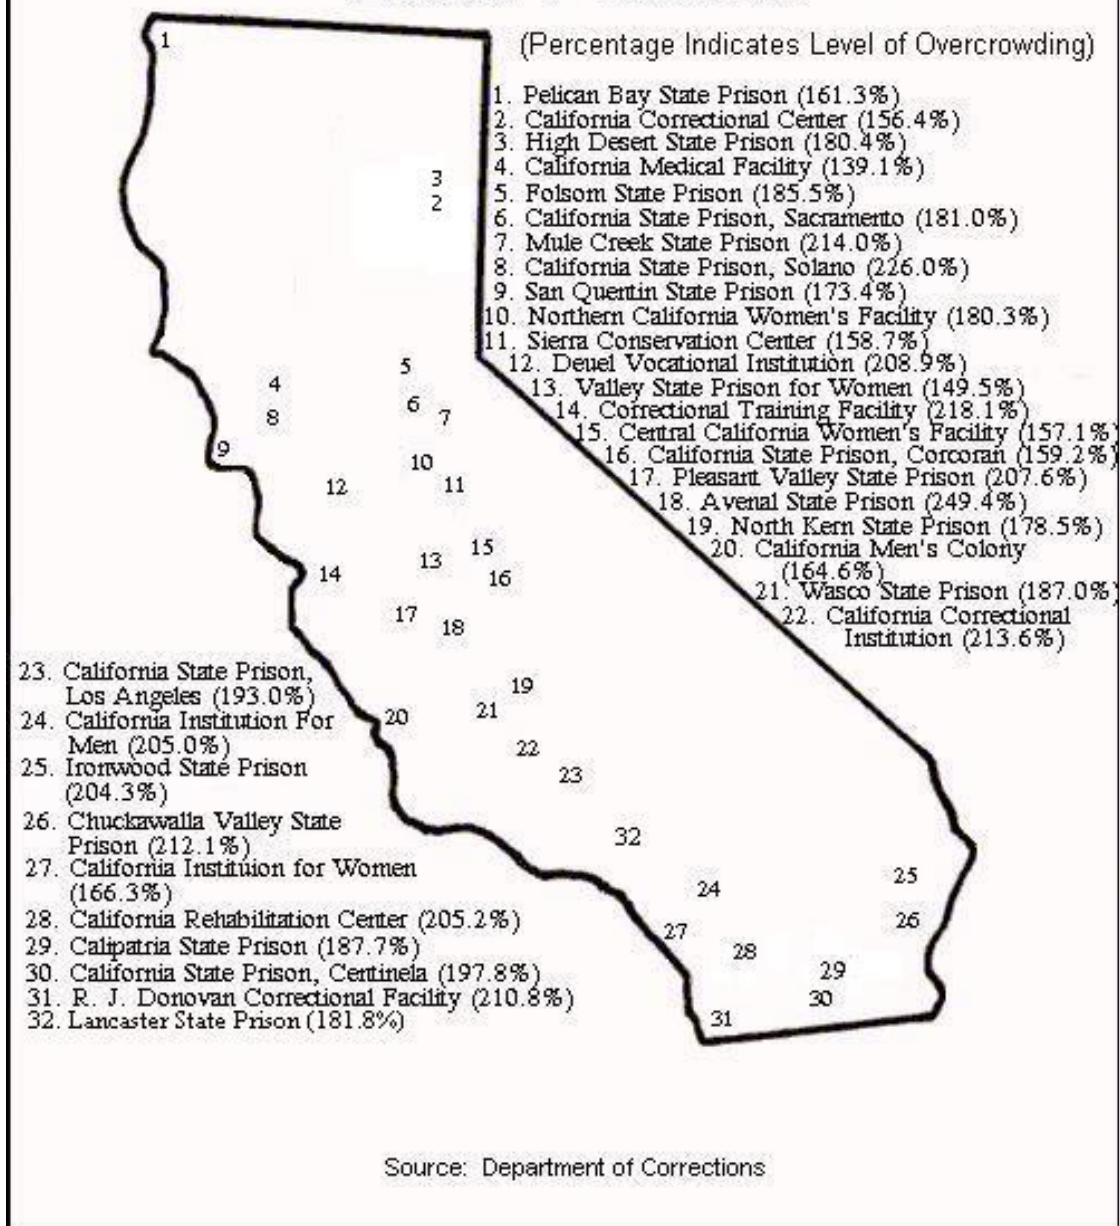 (Percentage Indicates Level of Overcrowding)
1. Pelican Bay State Prison (161.3%)
2. California Correctional Center (156.4%)
3. High Desert State Prison (180.4%)
4. California Medical Facility (139.1%)
5. Folsom State Prison (185.5%)
6. California State Prison, Sacramento (181.0%)
7. Mule Creek State Prison (214.0%)
8. California State Prison, Solano (226.0%)
9. San Quentin State Prison (173.4%)
10. Northern California Women's Facility (180.3%)
11. Sierra Conservation Center (158.7%)
12. Deuel Vocational Institution (208.9%)
13. Valley State Prison for Women (149.5%)
14. Correctional Training Facility (218.1%)
15. Central California Women's Facility (157.1%)
16. California State Prison, Corcoran (159.2%)
17. Pleasant Valley State Prison (207.6%)
18. Avenal State Prison (249.4%)
19. North Kern State Prison (178.5%)
20. California Men's Colony
(164.6%)
21. Wasco State Prison (187.0%)
22. California Correctional
Institution (213.6%)
23. California State Prison,
Los Angeles (193.0%)
24. California Institution For
Men (205.0%)
25. Ironwood State Prison
(204.3%)
26. Chuckawalla Valley State
Prison (212.1%)
27. California Instituion for Women
(166.3%)
28. California Rehabilitation Center (205.2%)
29. Calipatria State Prison (187.7%)
30. California State Prison, Centinela (197.8%)
31. R. J. Donovan Correctional Facility (210.8%)
32. Lancaster State Prison (181.8%)
1
3
2
5
4
6
7
8
9
10
11
12
15
13
14
16
17
18
19
21
20
22
23
32
25
24
26
27
28
29
30
31
Source: Department of Corrections